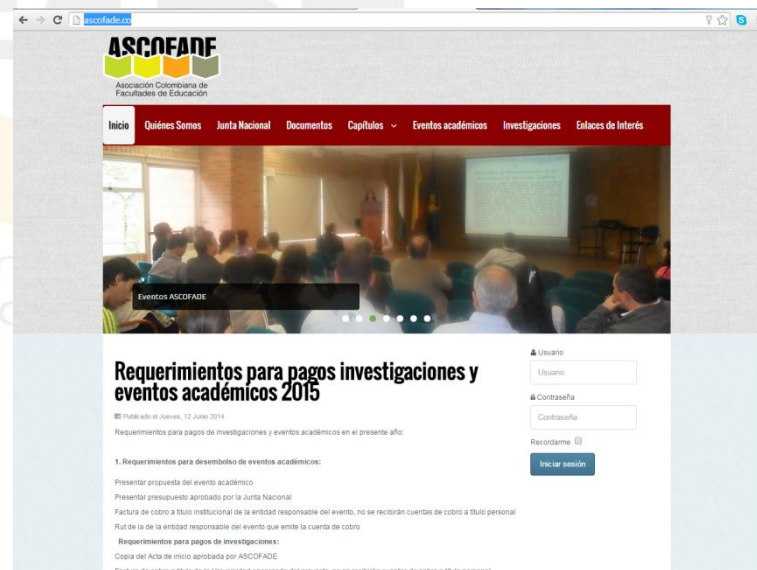 ascofade.co
ASCOFADE
Asociación Colombiana de
Facultades de Educación
Inicio Quiénes Somos Junta Nacional Documentos Capítulos Eventos académicos Investigaciones Enlaces de Interés
Eventos ASCOFADE
Requerimientos para pagos investigaciones y
eventos académicos 2015
Publicado el Jueves, 12 Junio 2014
Requerimientos para pagos de investigaciones y eventos académicos en el presente año:
1. Requerimientos para desembolso de eventos académicos:
Presentar propuesta del evento académico
Presentar presupuesto aprobado por la Junta Nacional
Factura de cobro a título institucional de la entidad responsable del evento, no se recibirán cuentas de cobro a título personal
Rut de la de la entidad responsable del evento que emite la cuenta de cobro
Requerimientos para pagos de investigaciones:
Copia del Acta de inicio aprobada por ASCOFADE
Usuario
Usuario
Contraseña
Contraseña
Recordarme
Iniciar sesión